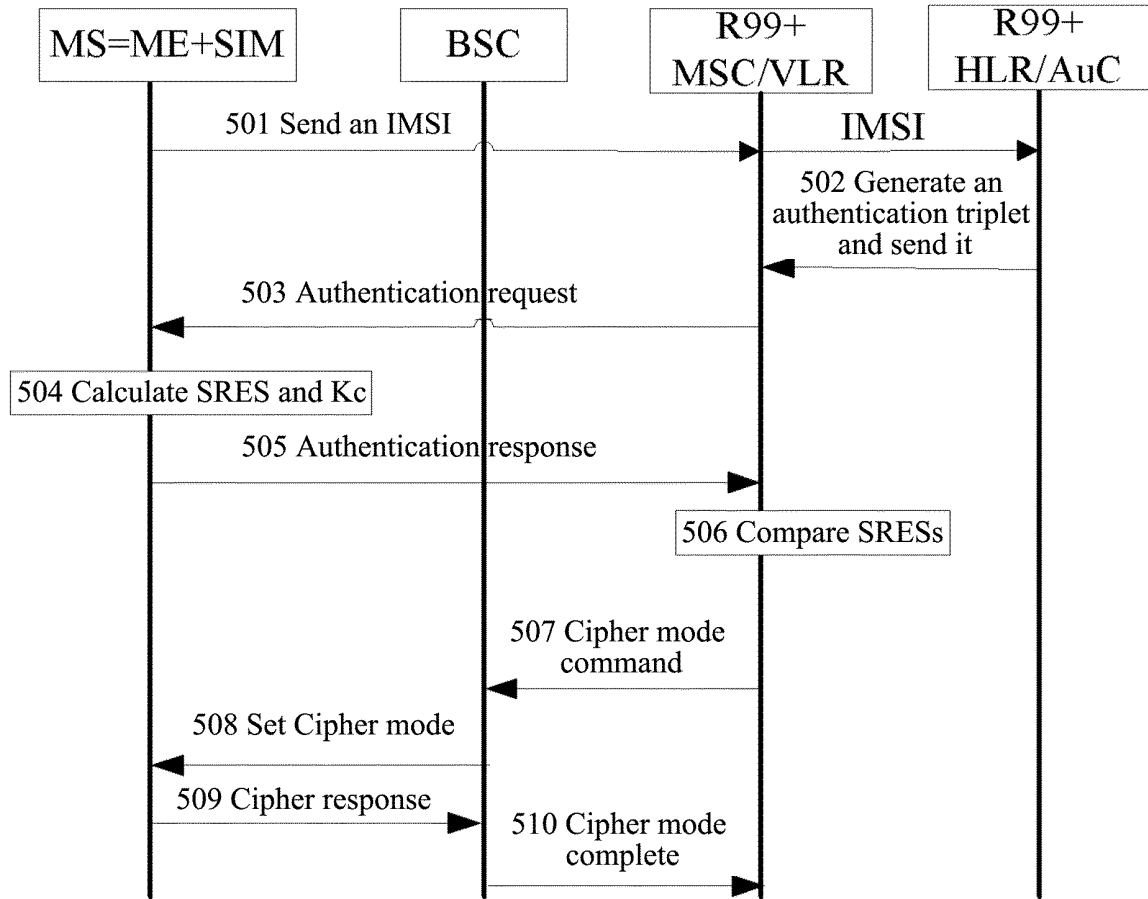 MS=ME+SIM
BSC
R99+
MSC/VLR
R99+
HLR/AuC
501 Send an IMSI
IMSI
502 Generate an
authentication triplet
and send it
503 Authentication request
504 Calculate SRES and Kc
505 Authentication response
506 Compare SRESs
507 Cipher mode
command
508 Set Cipher mode
509 Cipher response
510 Cipher mode
complete